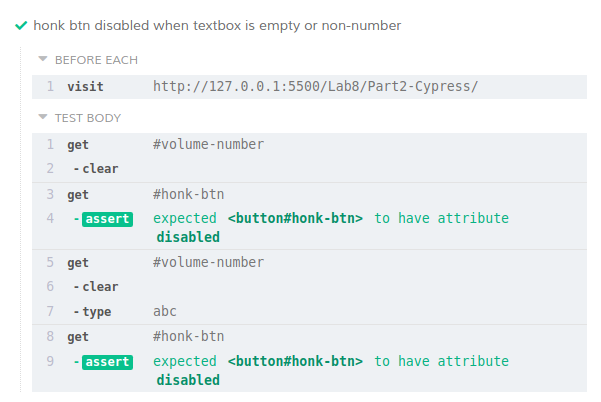 honk btn disabled when textbox is empty or non-number
BEFORE EACH
1 visit http://127.0.0.1:5500/Lab8/Part2-Cypress/
TEST BODY
1 get #volume-number
2 -clear
3 get #honk-btn
4 -assert expected <button#honk-btn> to have attribute
disabled
5 get #volume-number
6 -clear
7 -type abc
8 get #honk-btn
9 -assert expected <button#honk-btn> to have attribute
disabled